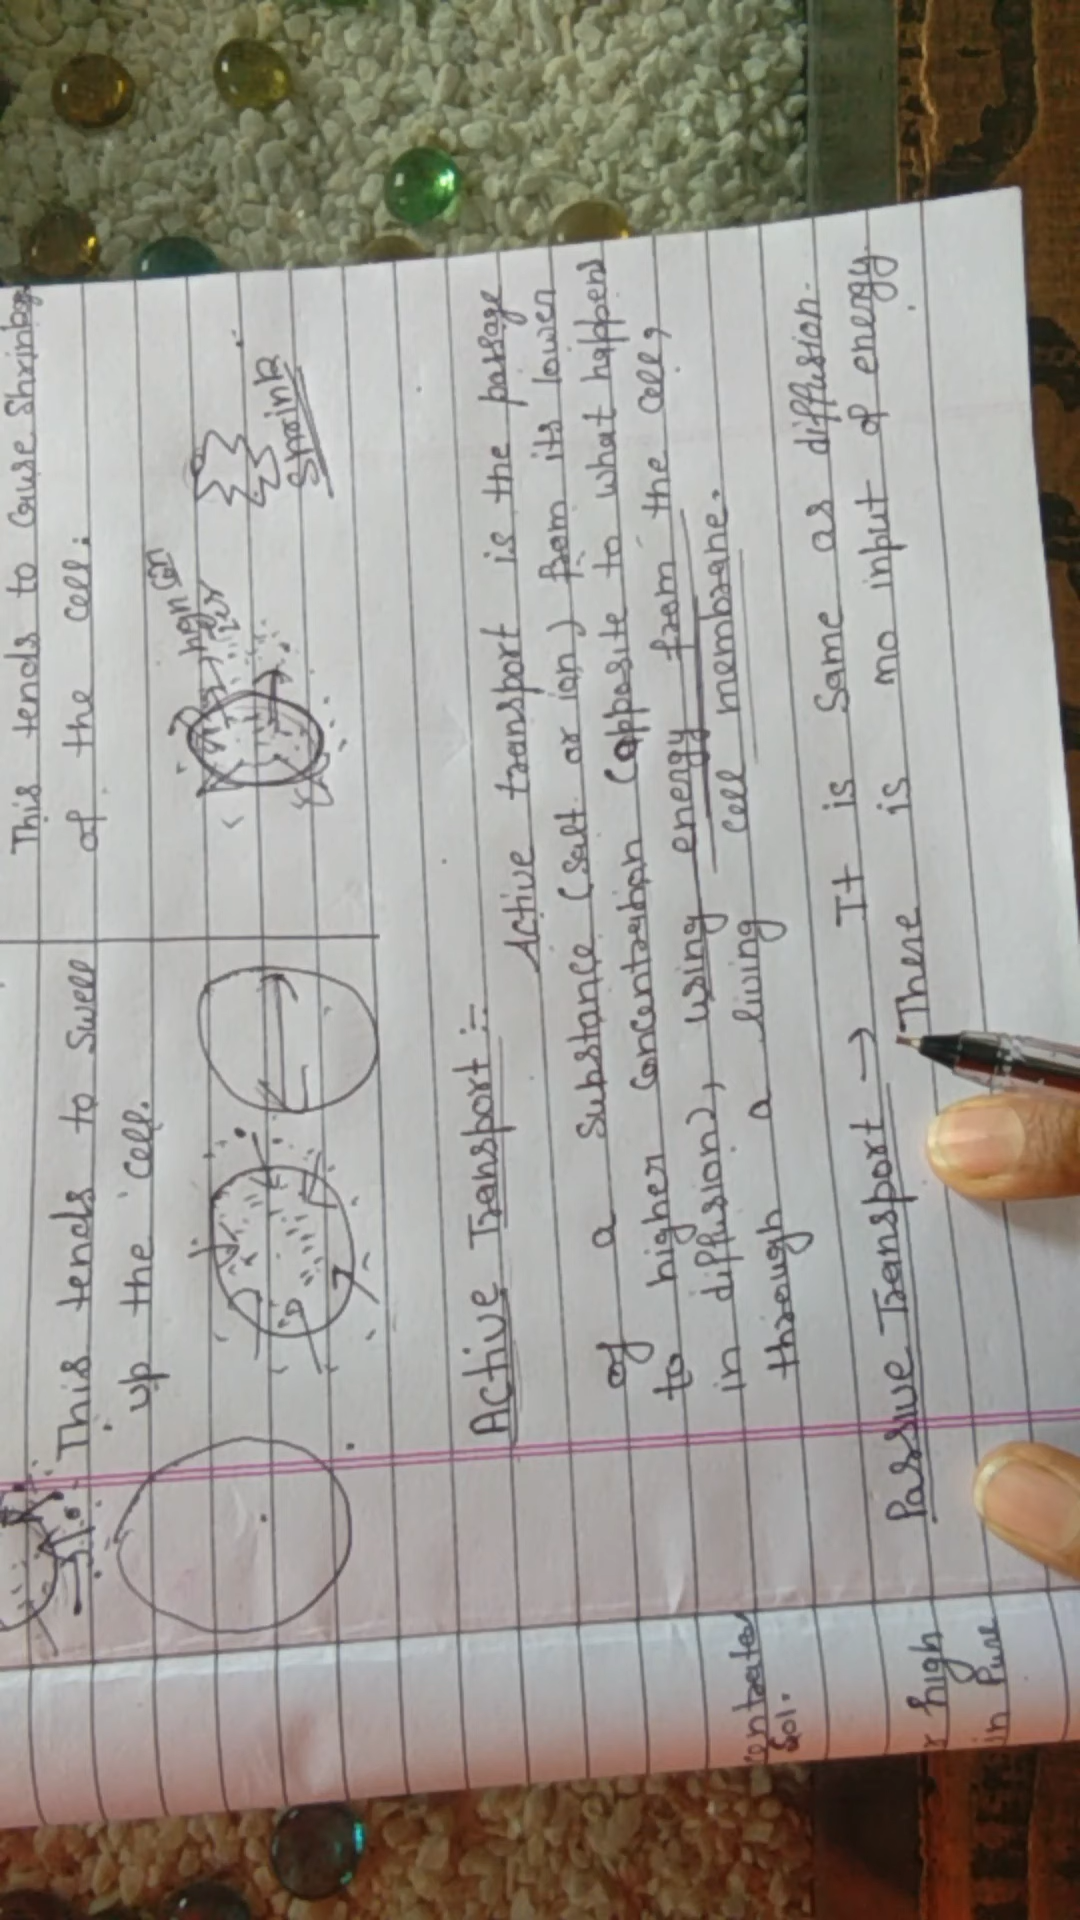 This tends to Swell
up the cell.
This tends to cause Shrinkage
of the cell.
high con
Shrink
Active Transport :-
Active transport is the passage
of a substance (salt or ion) from its lower
to higher concentration (opposite to what happens
in diffusion), using energy from the cell,
through a living cell membrane.
Passive Transport → It is Same as diffusion.
There is no input of energy.
high
in Pure
Sol.